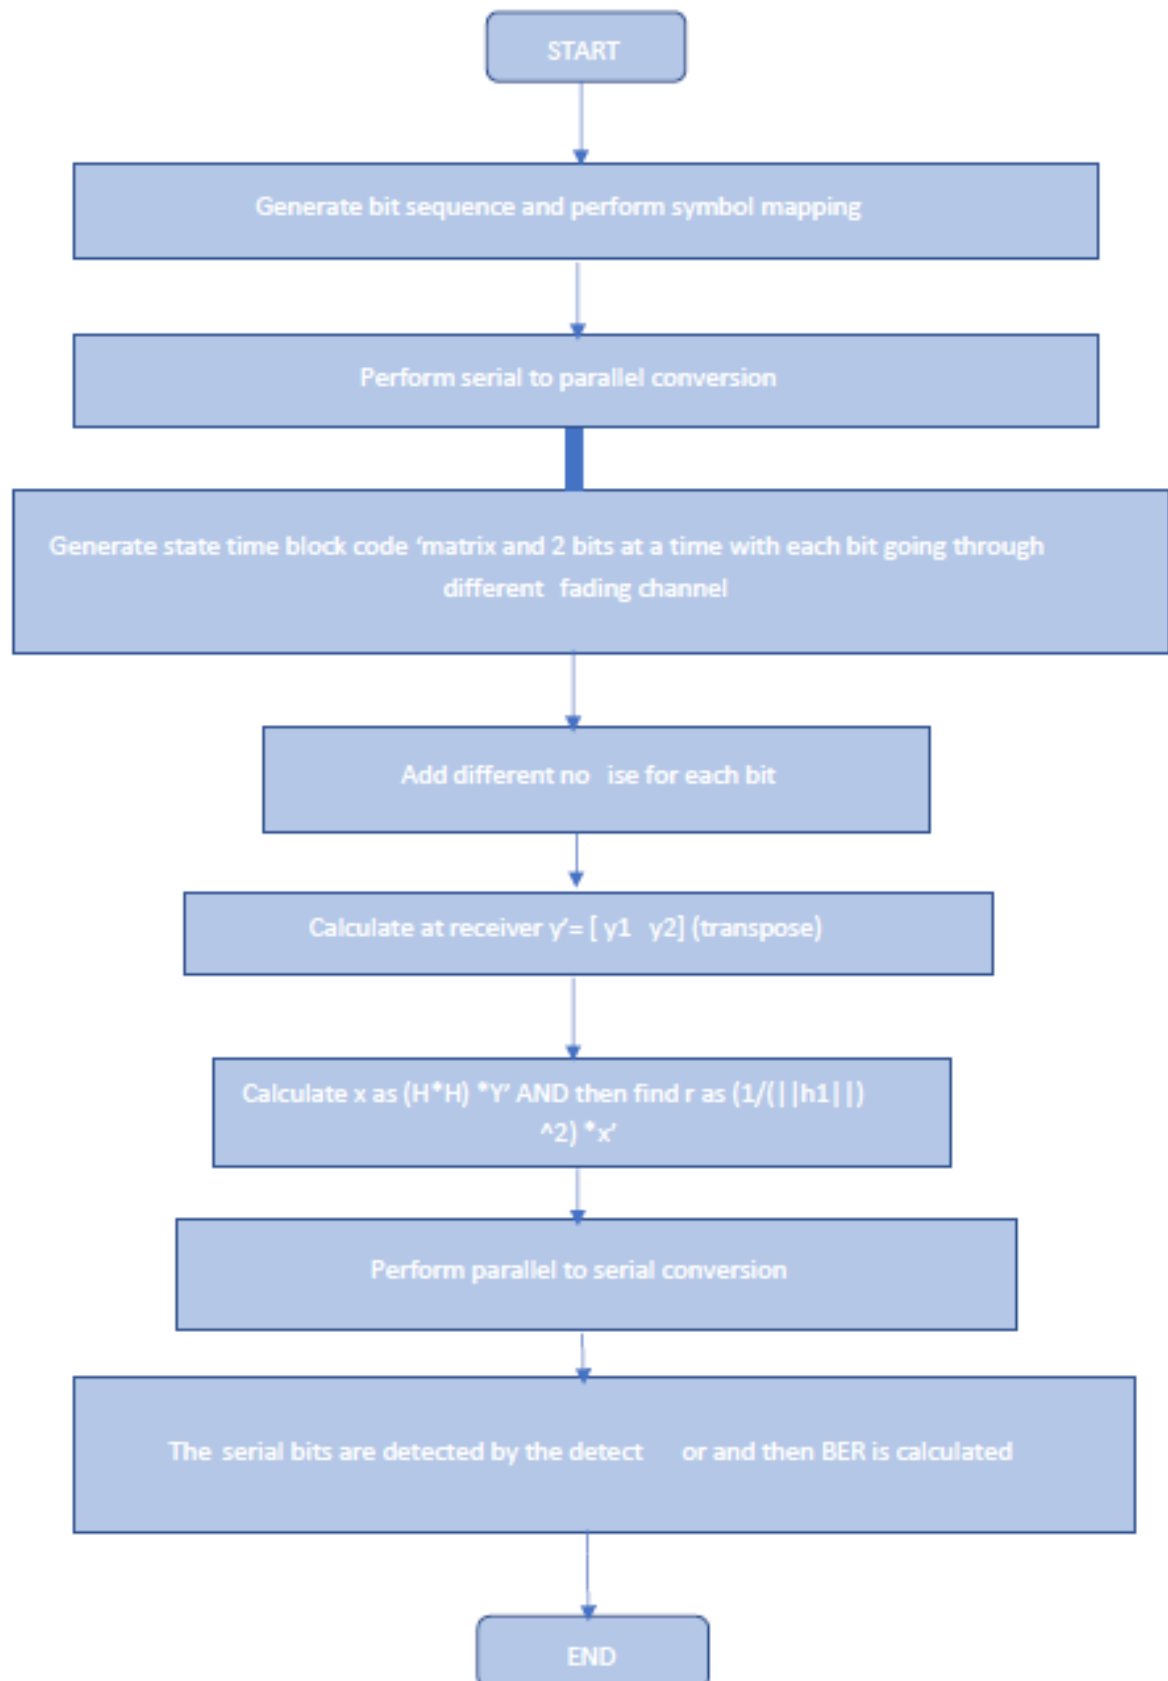 START
Generate bit sequence and perform symbol mapping
Perform serial to parallel conversion
Generate state time block code ‘matrix and 2 bits at a time with each bit going through
different fading channel
Add different no ise for each bit
Calculate at receiver y’= [ y1 y2] (transpose)
Calculate x as (H*H) *Y’ AND then find r as (1/(||h1||)
^2) *x’
Perform parallel to serial conversion
The serial bits are detected by the detect or and then BER is calculated
END